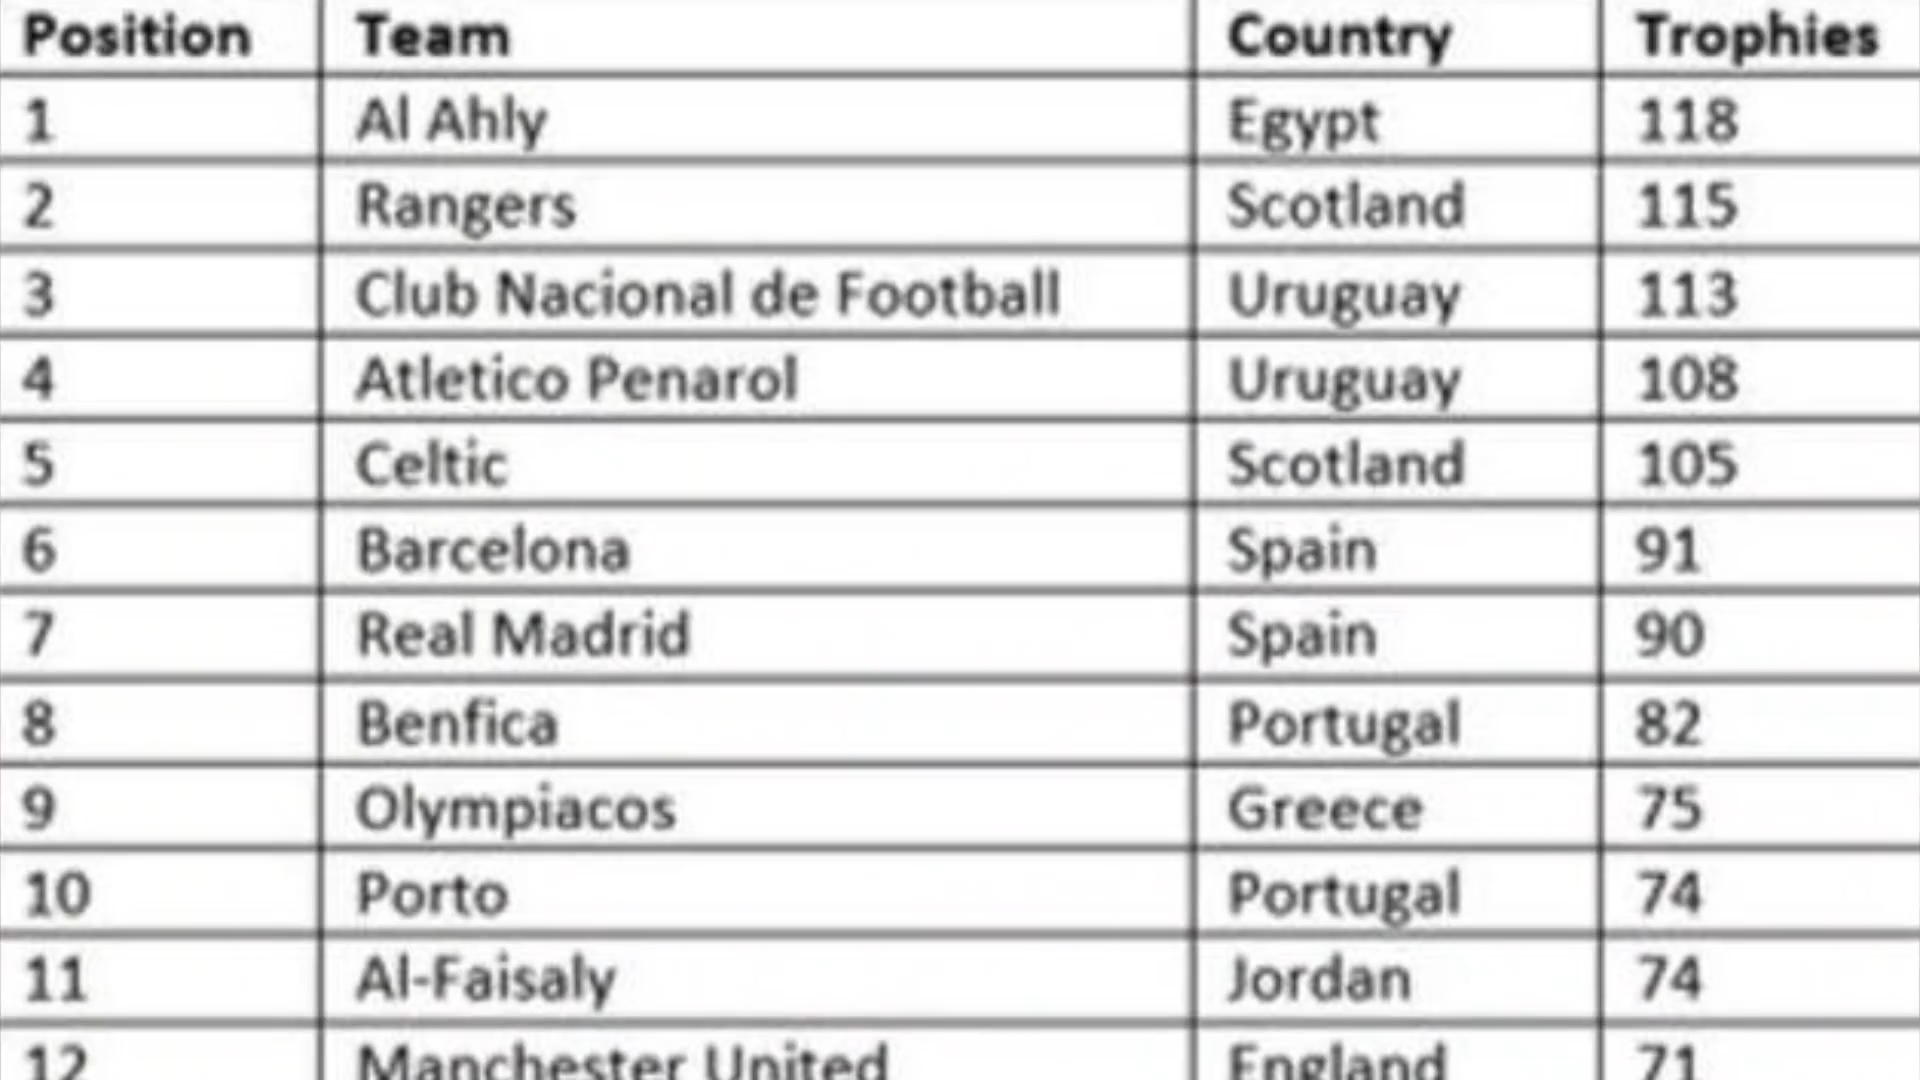 Position Team Country Trophies
1 Al Ahly Egypt 118
2 Rangers Scotland 115
3 Club Nacional de Football Uruguay 113
4 Atletico Penarol Uruguay 108
5 Celtic Scotland 105
6 Barcelona Spain 91
7 Real Madrid Spain 90
8 Benfica Portugal 82
9 Olympiacos Greece 75
10 Porto Portugal 74
11 Al-Faisaly Jordan 74
12 Manchester United England 71